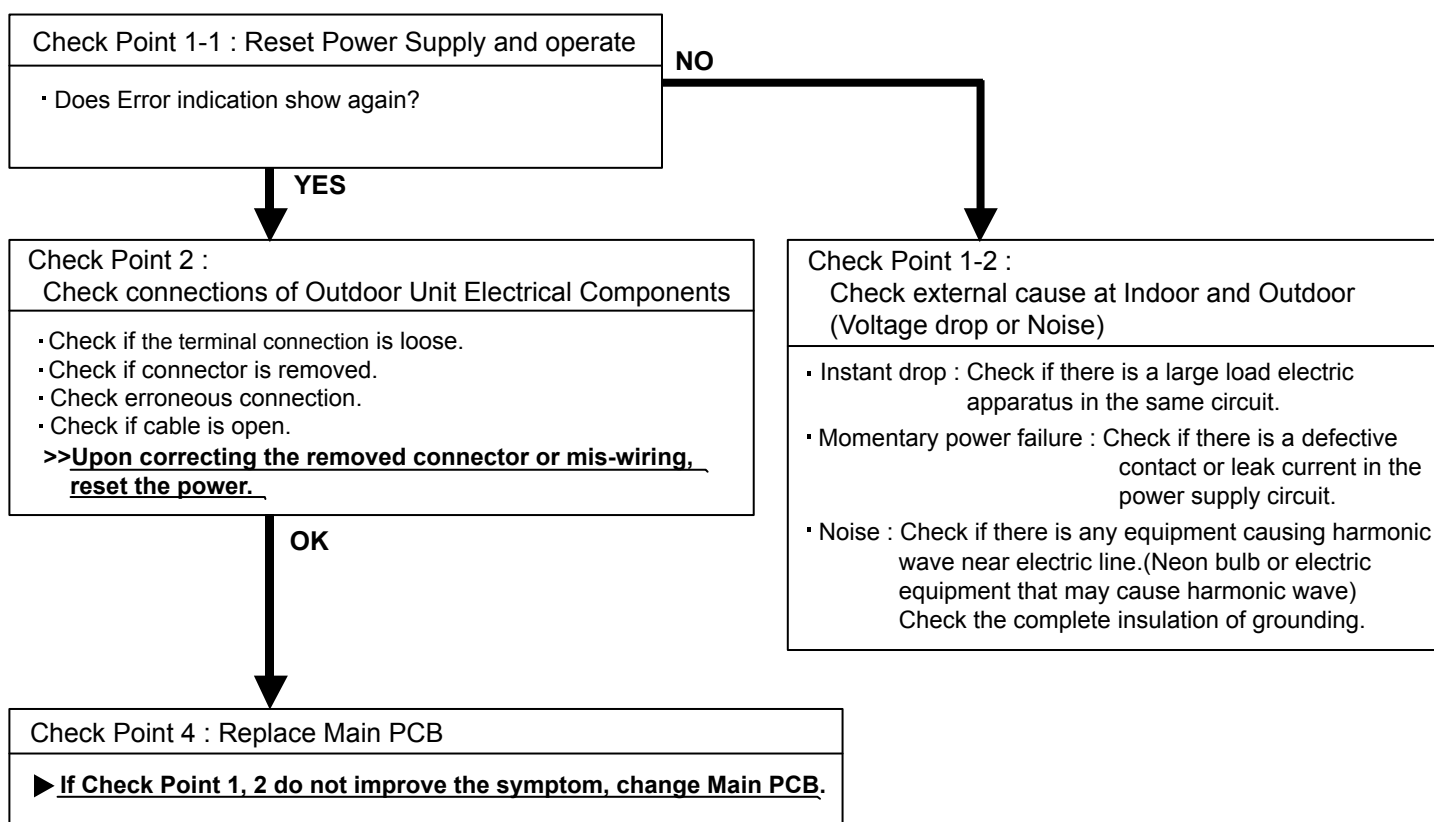 Check Point 1-1 : Reset Power Supply and operate
・Does Error indication show again?
NO
YES
Check Point 2 :
Check connections of Outdoor Unit Electrical Components
・Check if the terminal connection is loose.
・Check if connector is removed.
・Check erroneous connection.
・Check if cable is open.
>>Upon correcting the removed connector or mis-wiring,
reset the power.
Check Point 1-2 :
Check external cause at Indoor and Outdoor
(Voltage drop or Noise)
・Instant drop : Check if there is a large load electric
apparatus in the same circuit.
・Momentary power failure : Check if there is a defective
contact or leak current in the
power supply circuit.
・Noise : Check if there is any equipment causing harmonic
wave near electric line.(Neon bulb or electric
equipment that may cause harmonic wave)
Check the complete insulation of grounding.
OK
Check Point 4 : Replace Main PCB
▶If Check Point 1, 2 do not improve the symptom, change Main PCB.